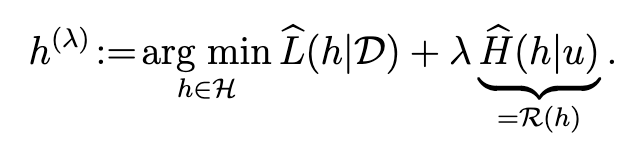 h^{(λ)} := arg min_{h∈ℋ} L̂(h|𝒟) + λ Ĥ(h|u) .
=ℛ(h)